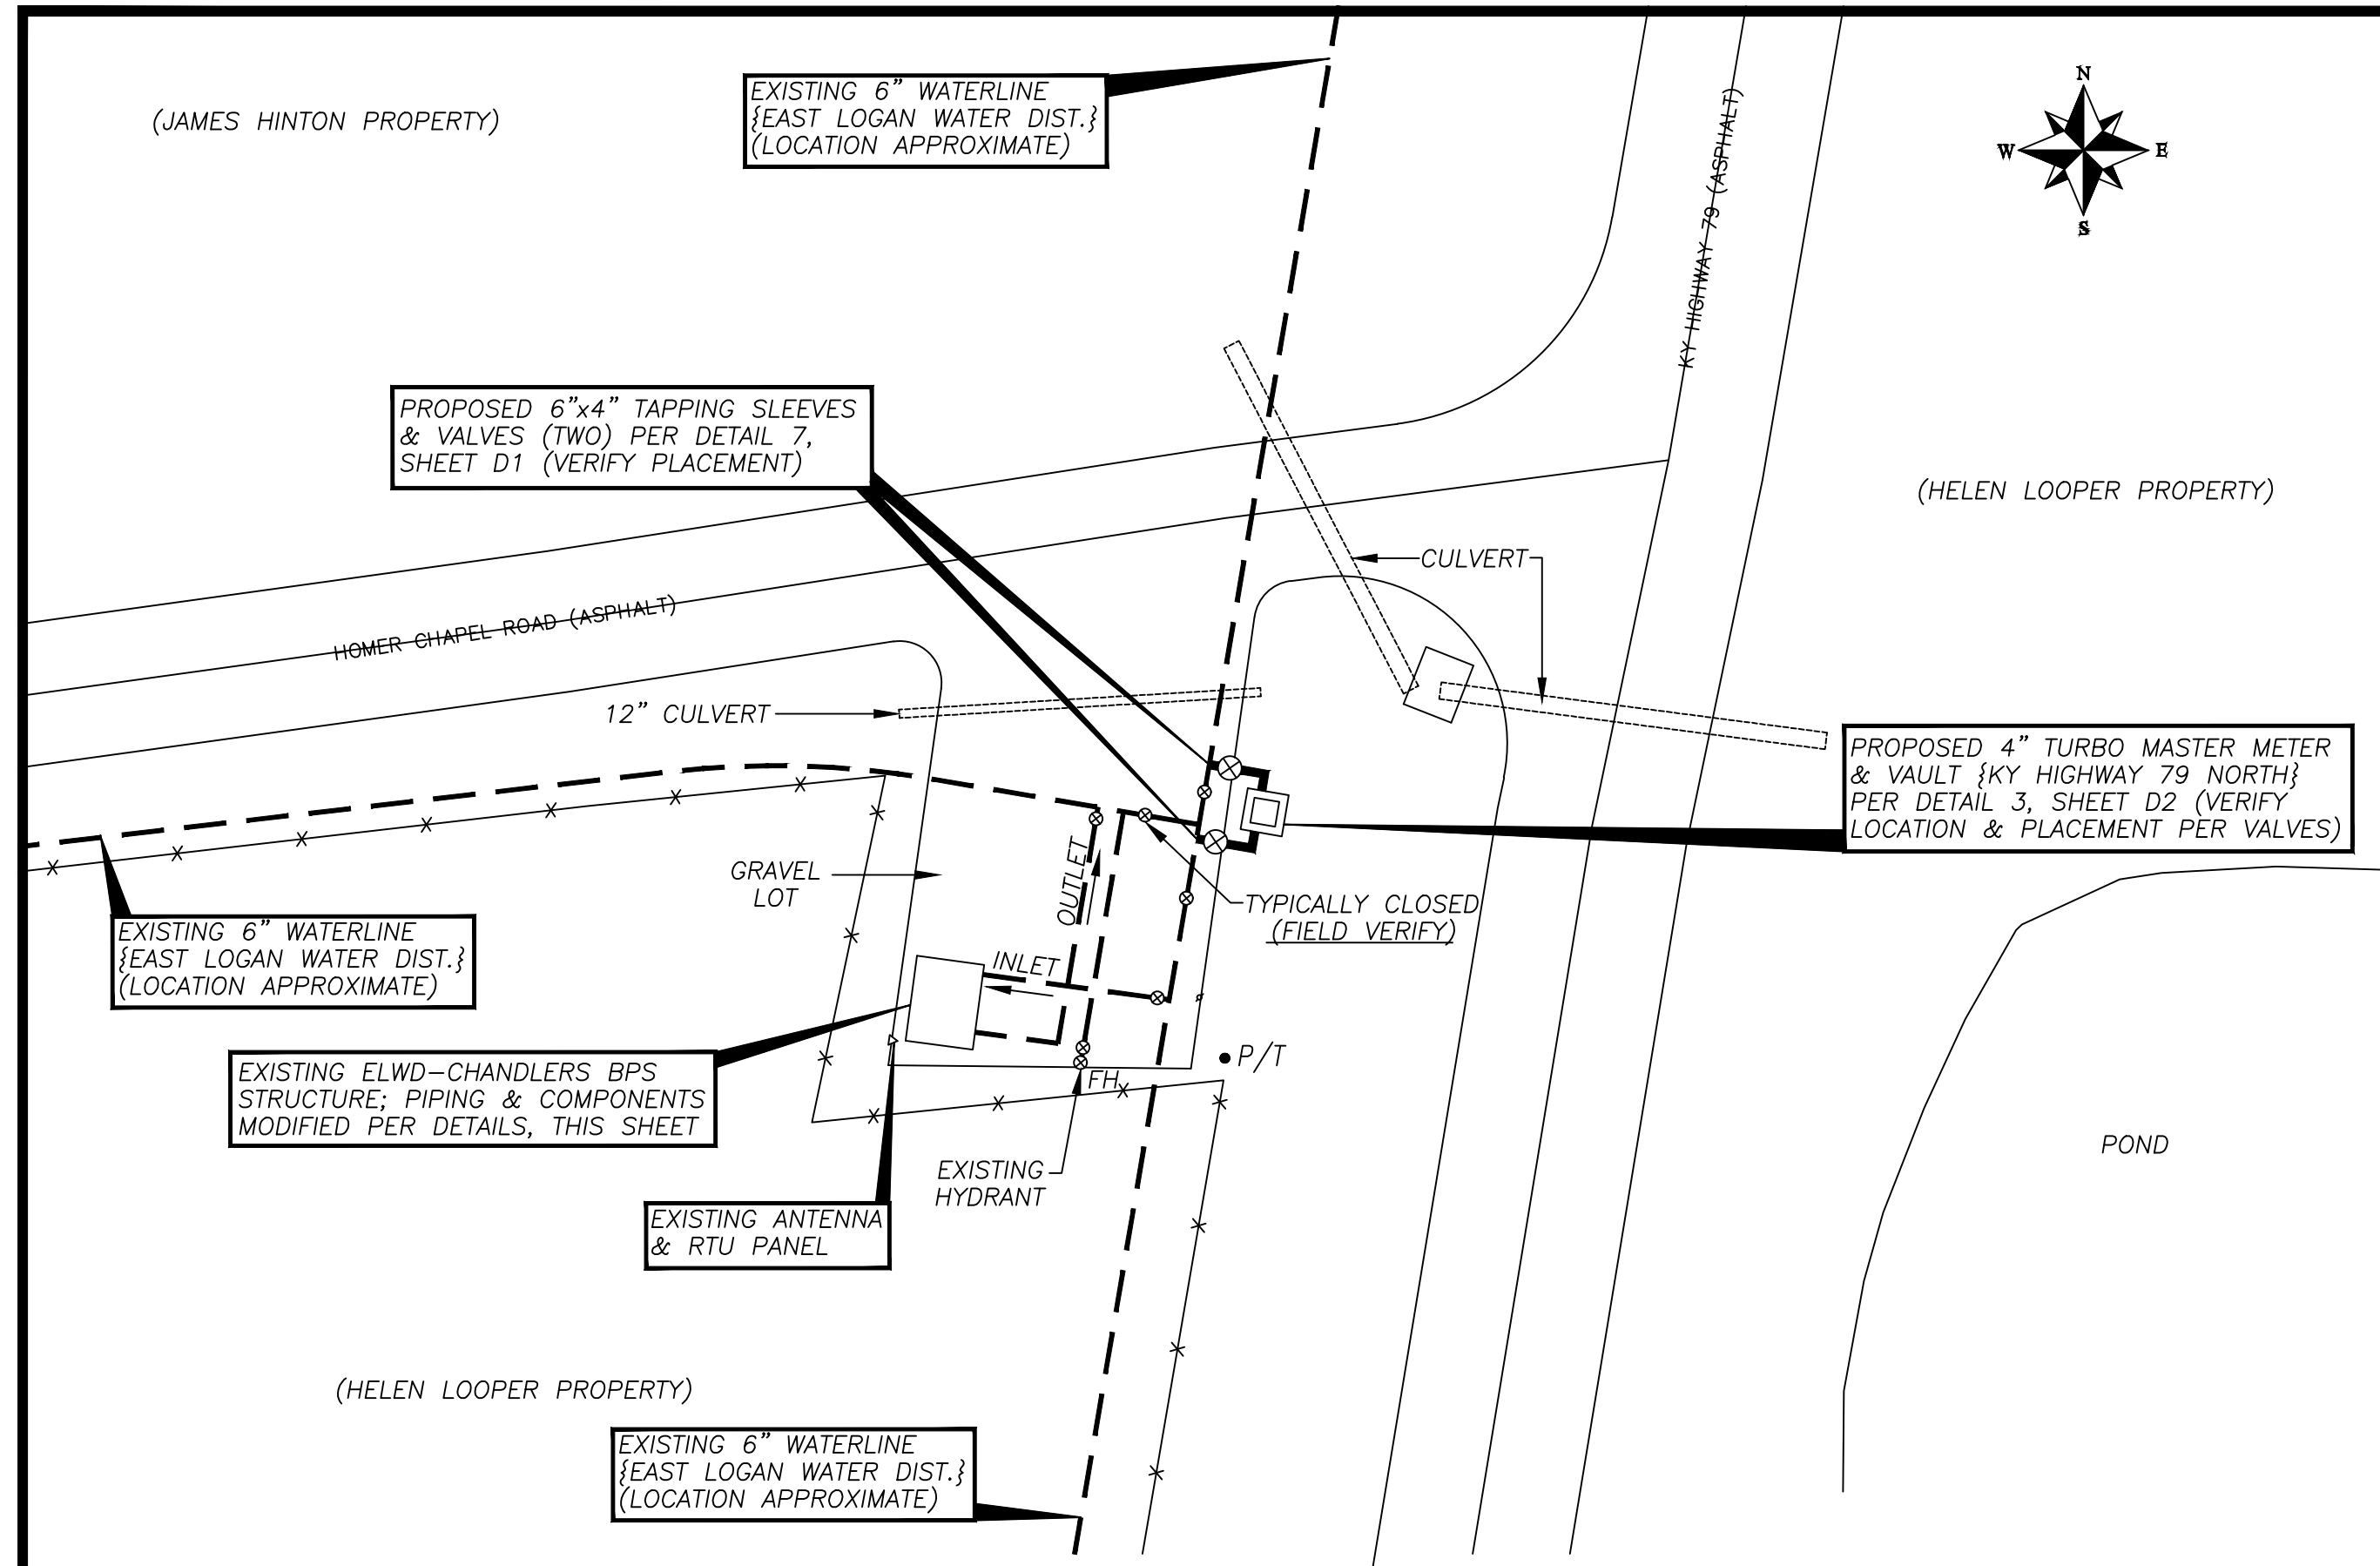 (JAMES HINTON PROPERTY)
EXISTING 6” WATERLINE
{EAST LOGAN WATER DIST.}
(LOCATION APPROXIMATE)
N
W
E
S
KY HIGHWAY 79 (ASPHALT)
PROPOSED 6”x4” TAPPING SLEEVES
& VALVES (TWO) PER DETAIL 7,
SHEET D1 (VERIFY PLACEMENT)
(HELEN LOOPER PROPERTY)
CULVERT
HOMER CHAPEL ROAD (ASPHALT)
12” CULVERT
PROPOSED 4” TURBO MASTER METER
& VAULT {KY HIGHWAY 79 NORTH}
PER DETAIL 3, SHEET D2 (VERIFY
LOCATION & PLACEMENT PER VALVES)
GRAVEL
LOT
OUTLET
TYPICALLY CLOSED
(FIELD VERIFY)
EXISTING 6” WATERLINE
{EAST LOGAN WATER DIST.}
(LOCATION APPROXIMATE)
INLET
EXISTING ELWD-CHANDLERS BPS
STRUCTURE; PIPING & COMPONENTS
MODIFIED PER DETAILS, THIS SHEET
P/T
FH
POND
EXISTING
HYDRANT
EXISTING ANTENNA
& RTU PANEL
(HELEN LOOPER PROPERTY)
EXISTING 6” WATERLINE
{EAST LOGAN WATER DIST.}
(LOCATION APPROXIMATE)